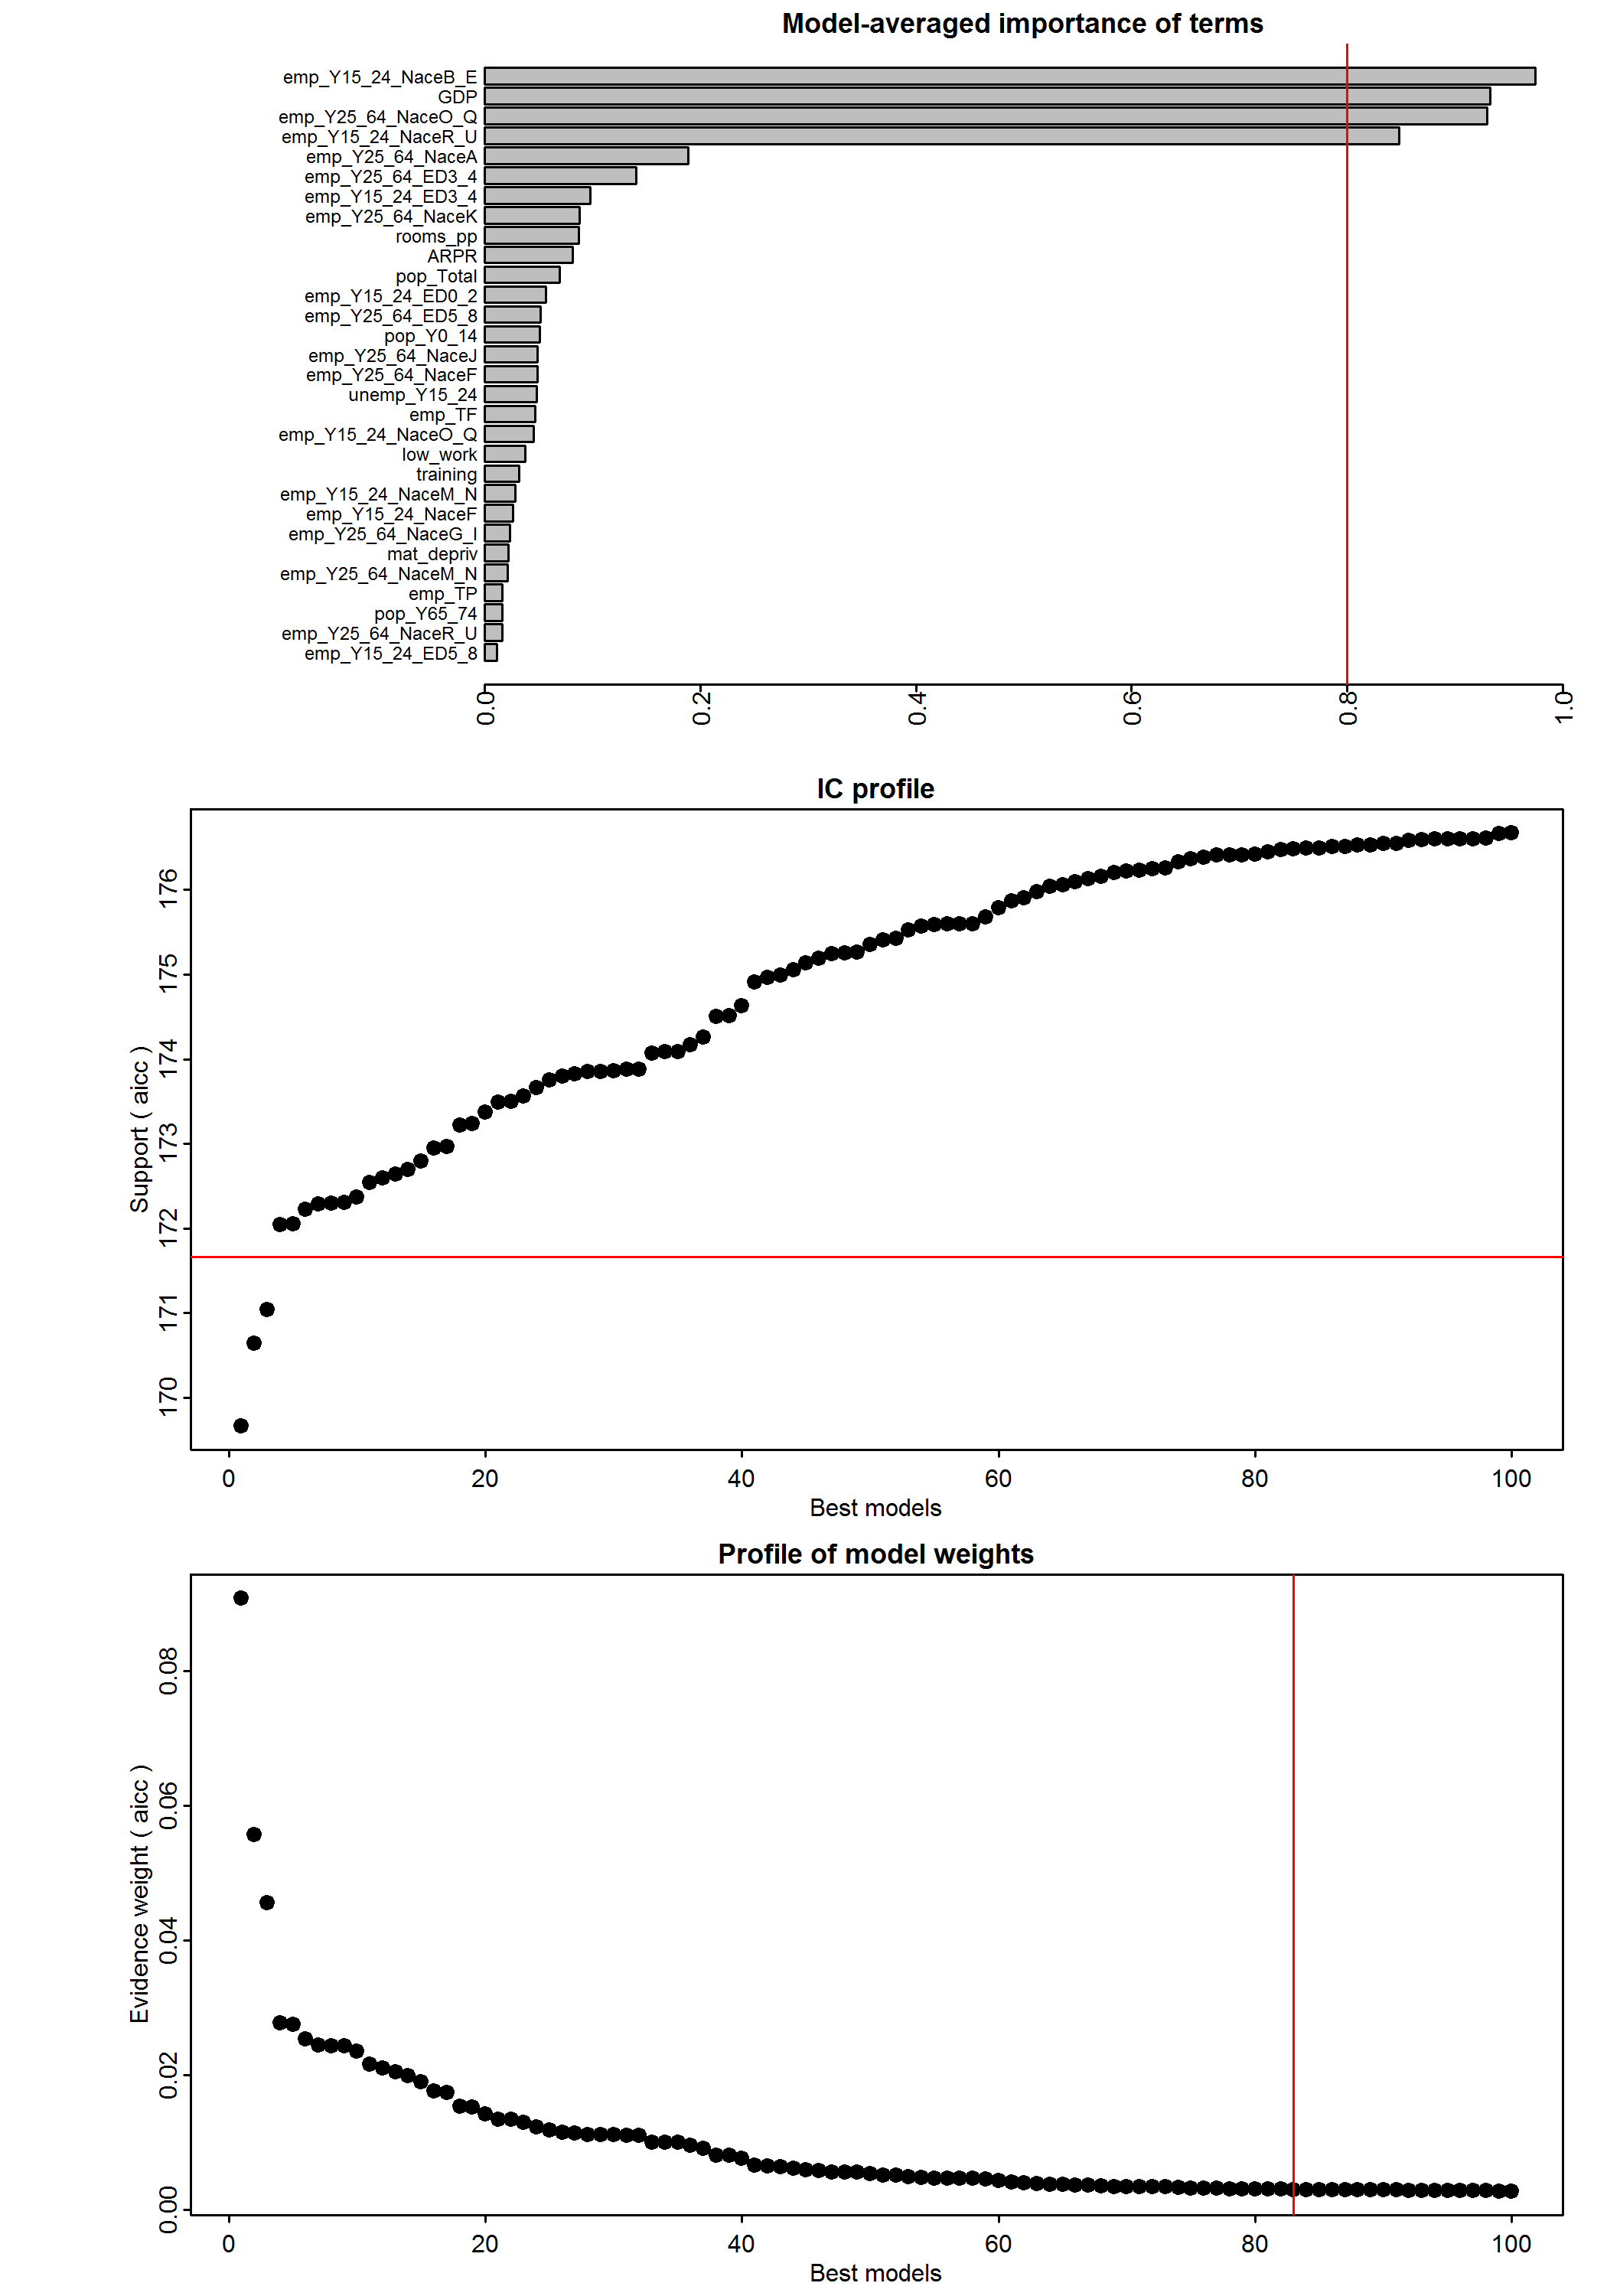 Model-averaged importance of terms
emp_Y15_24_NaceB_E
GDP
emp_Y25_64_NaceO_Q
emp_Y15_24_NaceR_U
emp_Y25_64_NaceA
emp_Y25_64_ED3_4
emp_Y15_24_ED3_4
emp_Y25_64_NaceK
rooms_pp
ARPR
pop_Total
emp_Y15_24_ED0_2
emp_Y25_64_ED5_8
pop_Y0_14
emp_Y25_64_NaceJ
emp_Y25_64_NaceF
unemp_Y15_24
emp_TF
emp_Y15_24_NaceO_Q
low_work
training
emp_Y15_24_NaceM_N
emp_Y15_24_NaceF
emp_Y25_64_NaceG_I
mat_depriv
emp_Y25_64_NaceM_N
emp_TP
pop_Y65_74
emp_Y25_64_NaceR_U
emp_Y15_24_ED5_8
0.0 0.2 0.4 0.6 0.8 1.0
IC profile
Support ( aicc )
176
175
174
173
172
171
170
0 20 40 60 80 100
Best models
Profile of model weights
Evidence weight ( aicc )
0.08
0.06
0.04
0.02
0.00
0 20 40 60 80 100
Best models